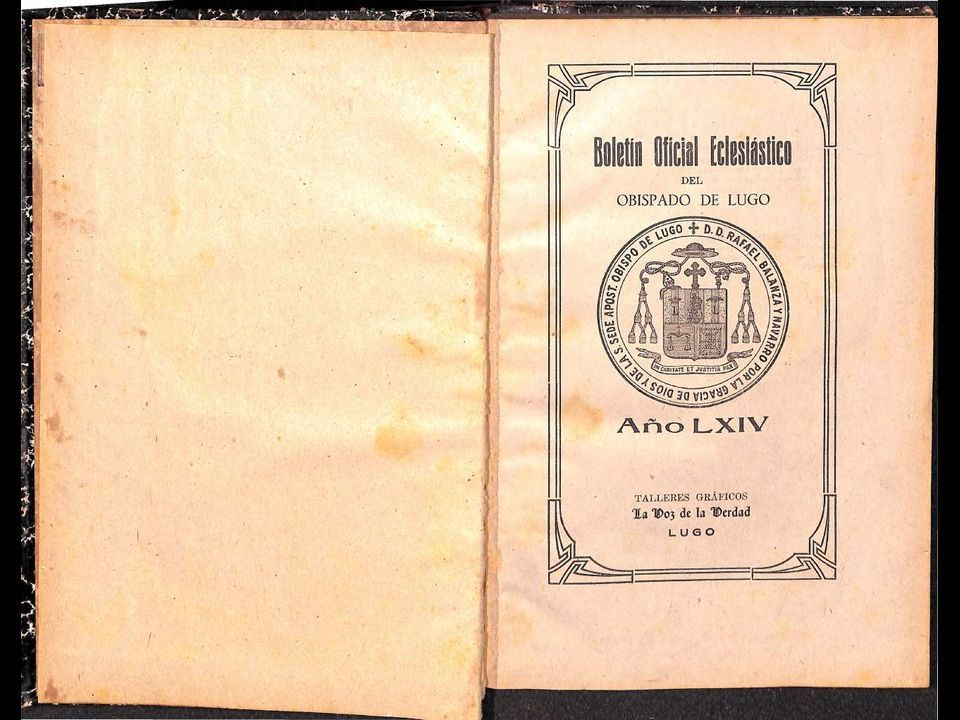 Boletín Oficial Eclesiástico
DEL
OBISPADO DE LUGO
✝ D. D. RAFAEL BALANZA Y NAVARRO POR LA GRACIA DE DIOS Y DE LA S. SEDE APOST. OBISPO DE LUGO
IN CARITATE ET JUSTITIA PAX
Año LXIV
TALLERES GRÁFICOS
La Voz de la Verdad
LUGO